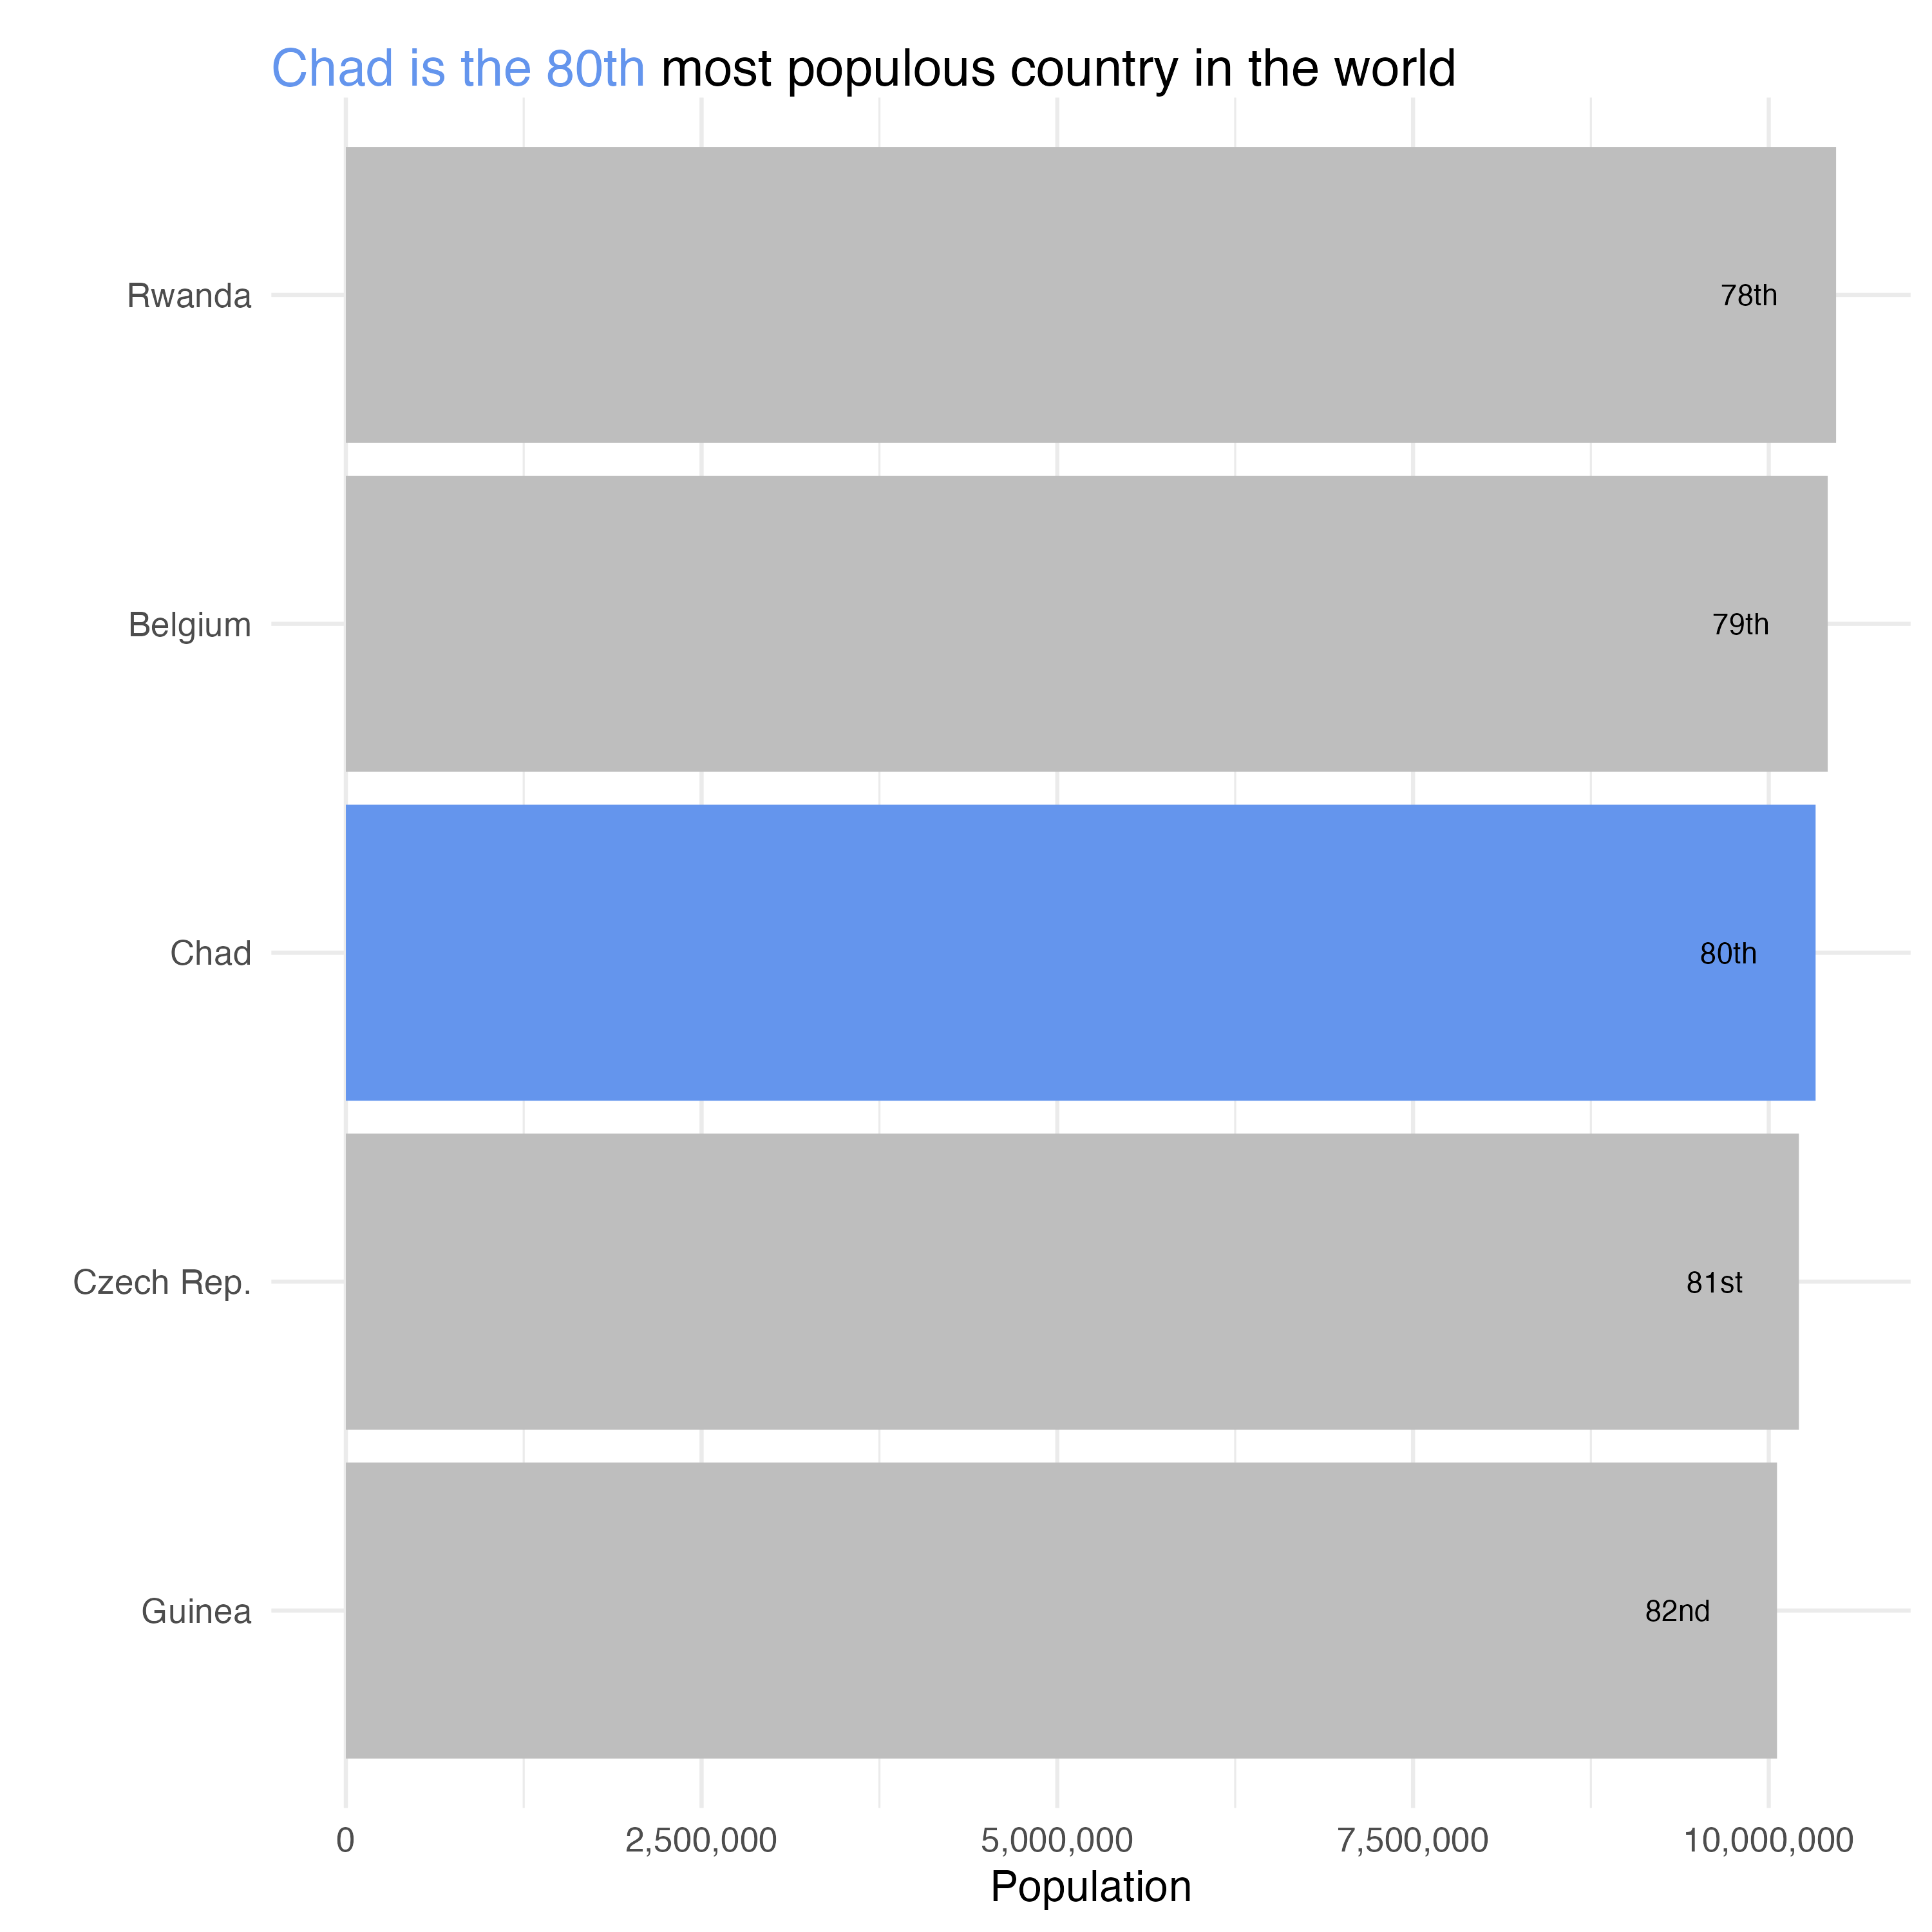 Chad is the 80th most populous country in the world
Rwanda 78th
Belgium 79th
Chad 80th
Czech Rep. 81st
Guinea 82nd
0 2,500,000 5,000,000 7,500,000 10,000,000
Population